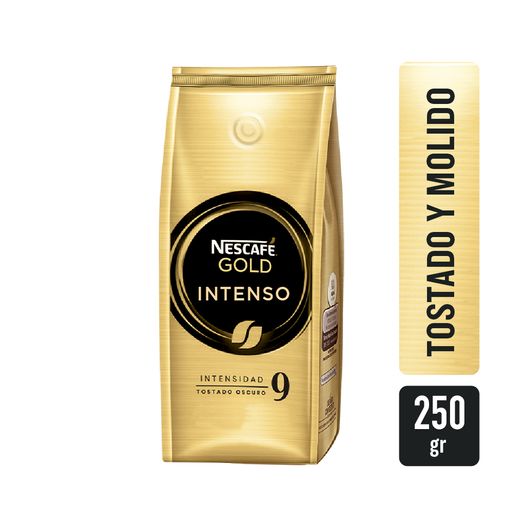 NESCAFÉ
GOLD
INTENSO
INTENSIDAD
TOSTADO OSCURO
9
TOSTADO Y MOLIDO
250
gr